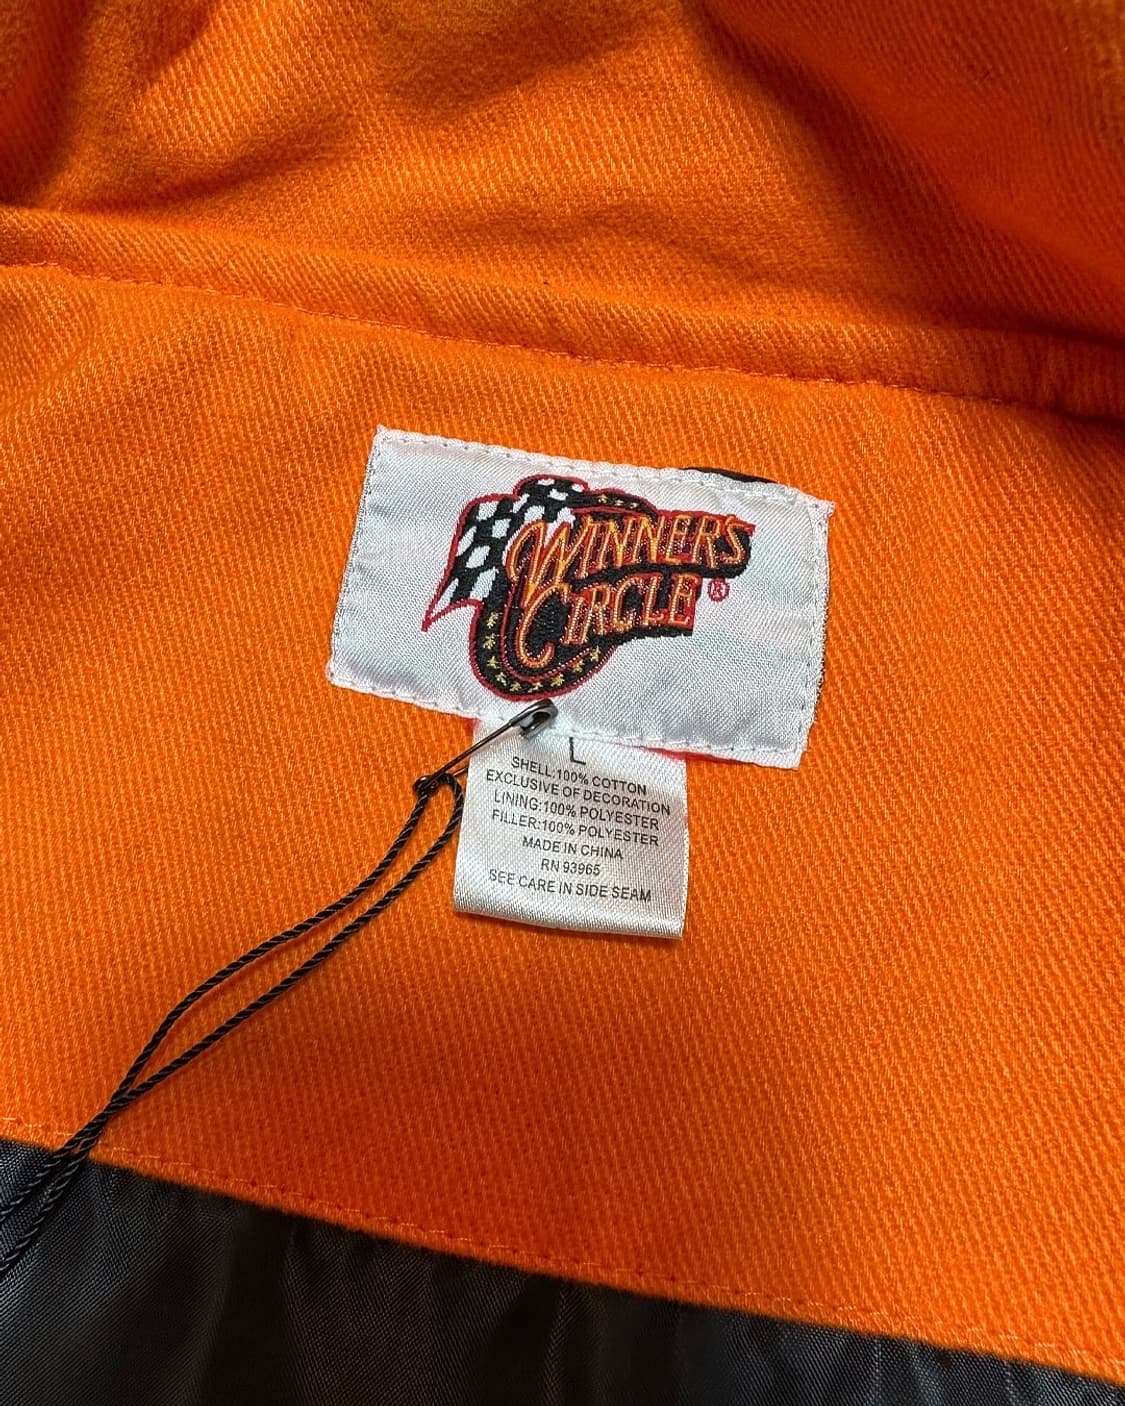 WINNERS
CIRCLE®
L
SHELL:100% COTTON
EXCLUSIVE OF DECORATION
LINING:100% POLYESTER
FILLER:100% POLYESTER
MADE IN CHINA
RN 93965
SEE CARE IN SIDE SEAM